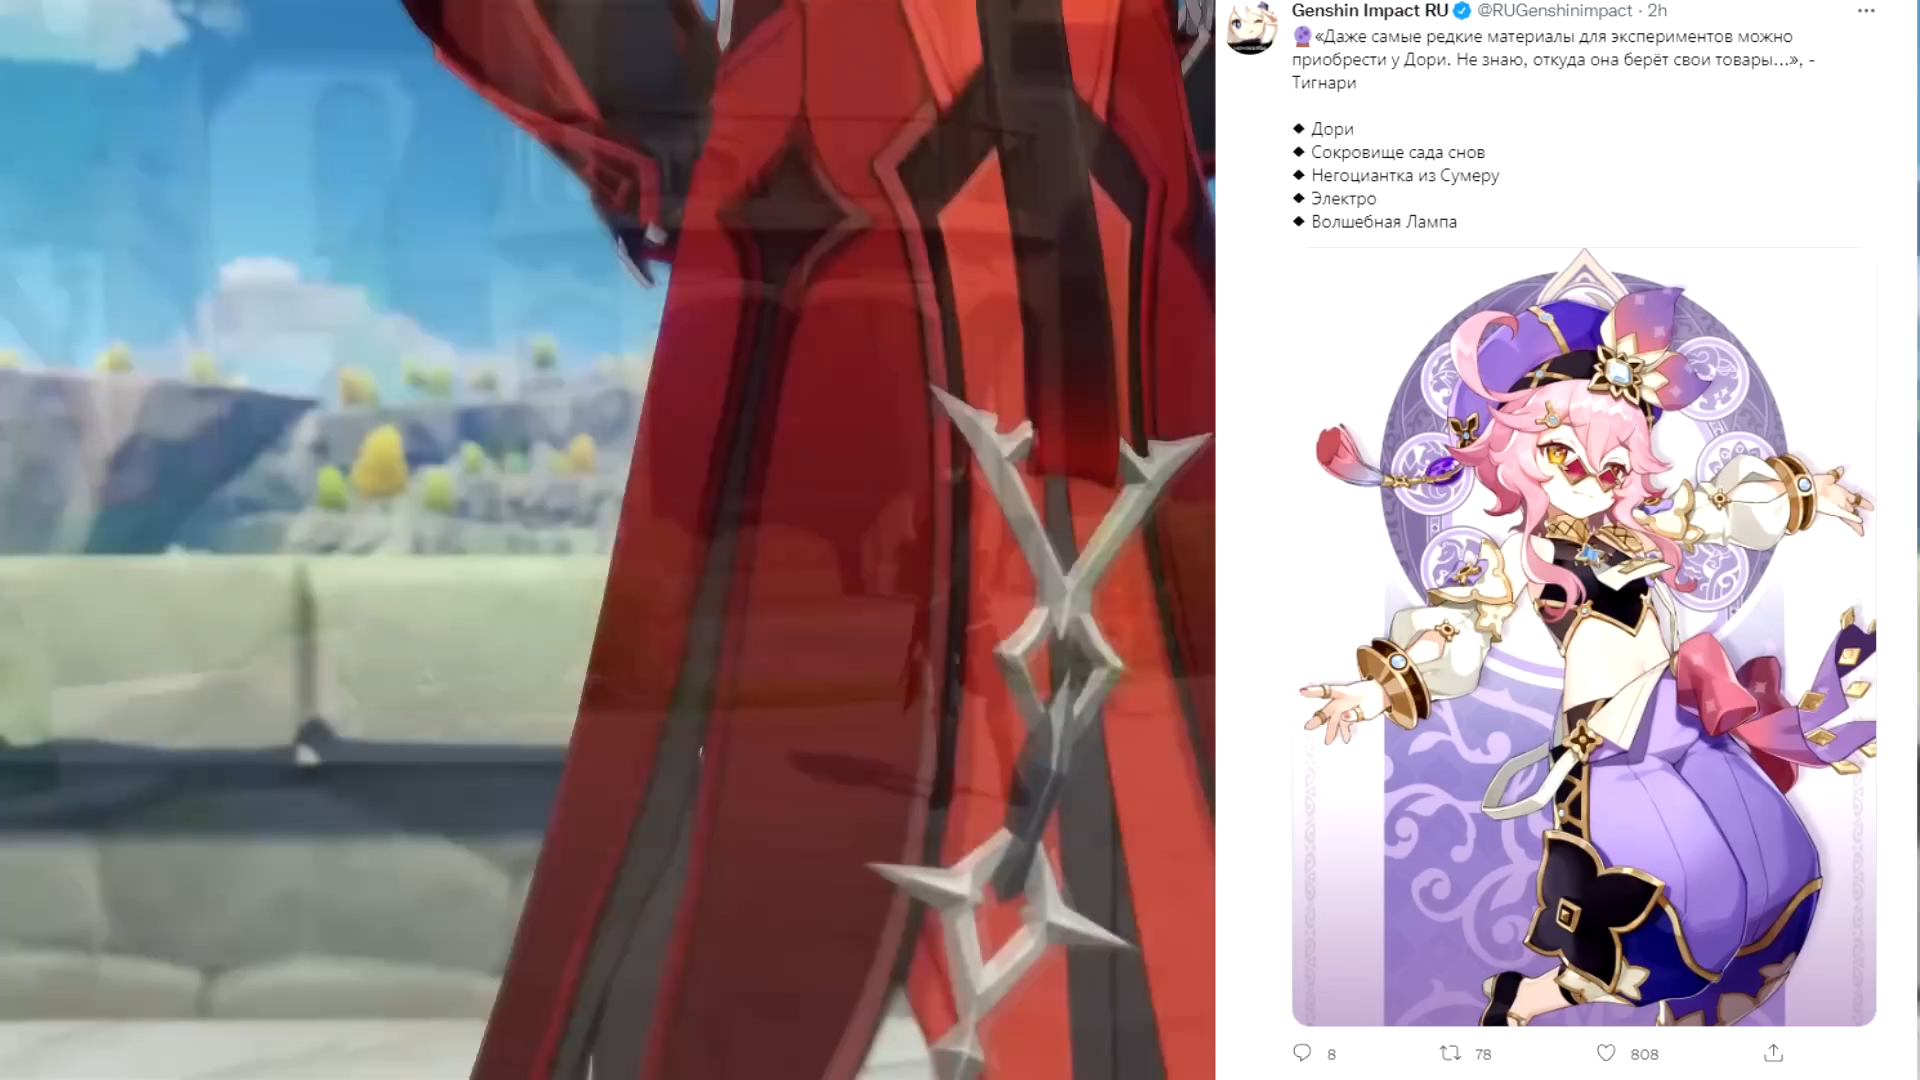 Genshin Impact RU @RUGenshinimpact · 2h
«Даже самые редкие материалы для экспериментов можно
приобрести у Дори. Не знаю, откуда она берёт свои товары...», -
Тигнари
◆ Дори
◆ Сокровище сада снов
◆ Негоциантка из Сумеру
◆ Электро
◆ Волшебная Лампа
8 78 808